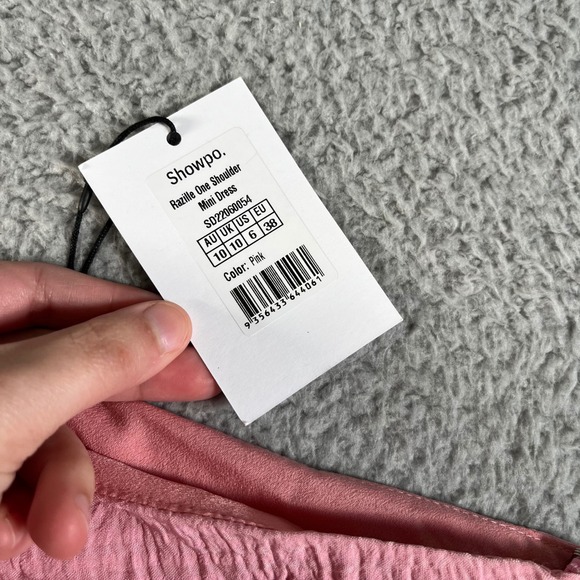 Showpo.
Razille One Shoulder
Mini Dress
SD22060054
AU UK US EU
10 10 6 38
Color: Pink
9 356433 644061